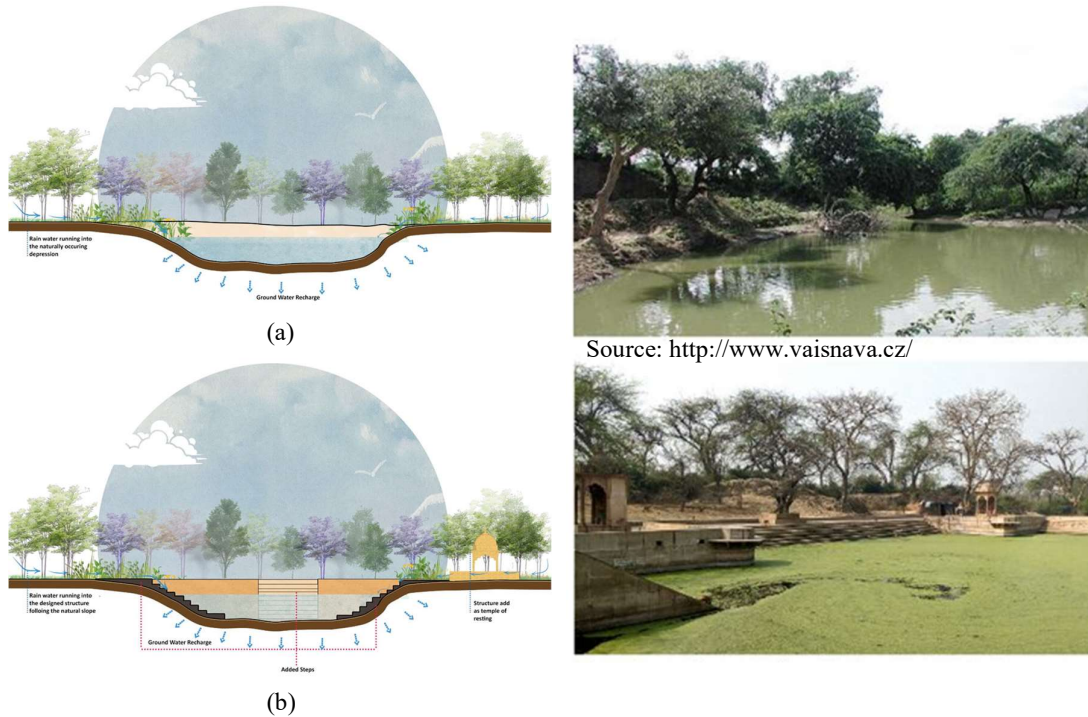 Rain water running into
the naturally occuring
depression
Ground Water Recharge
(a)
Source: http://www.vaisnava.cz/
Rain water running into
the designed structure
folloing the natural slope
Ground Water Recharge
Structure add
as temple of
resting
Added Steps
(b)